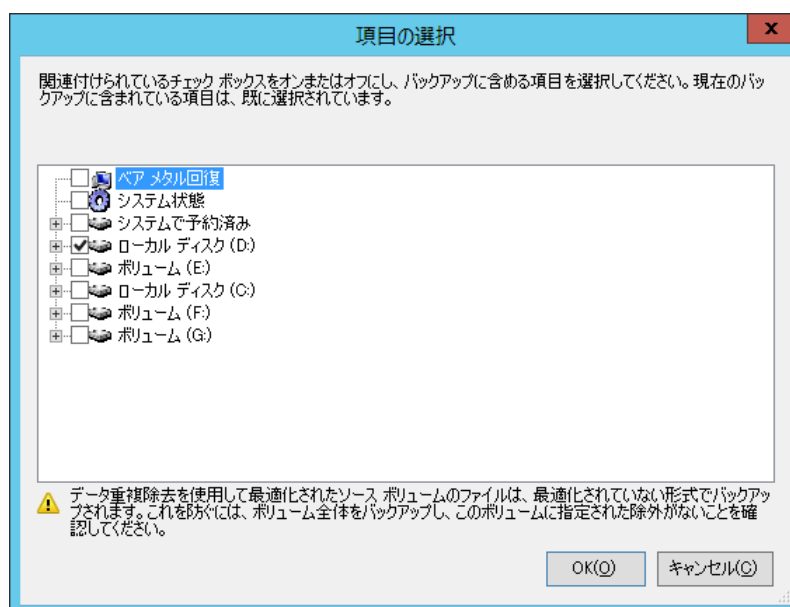 項目の選択
関連付けられているチェック ボックスをオンまたはオフにし、バックアップに含める項目を選択してください。現在のバッ
クアップに含まれている項目は、既に選択されています。
ベア メタル回復
システム状態
システムで予約済み
ローカル ディスク (D:)
ボリューム (E:)
ローカル ディスク (C:)
ボリューム (F:)
ボリューム (G:)
データ重複除去を使用して最適化されたソース ボリュームのファイルは、最適化されていない形式でバックアッ
プされます。これを防ぐには、ボリューム全体をバックアップし、このボリュームに指定された除外がないことを確
認してください。
OK(O)
キャンセル(C)